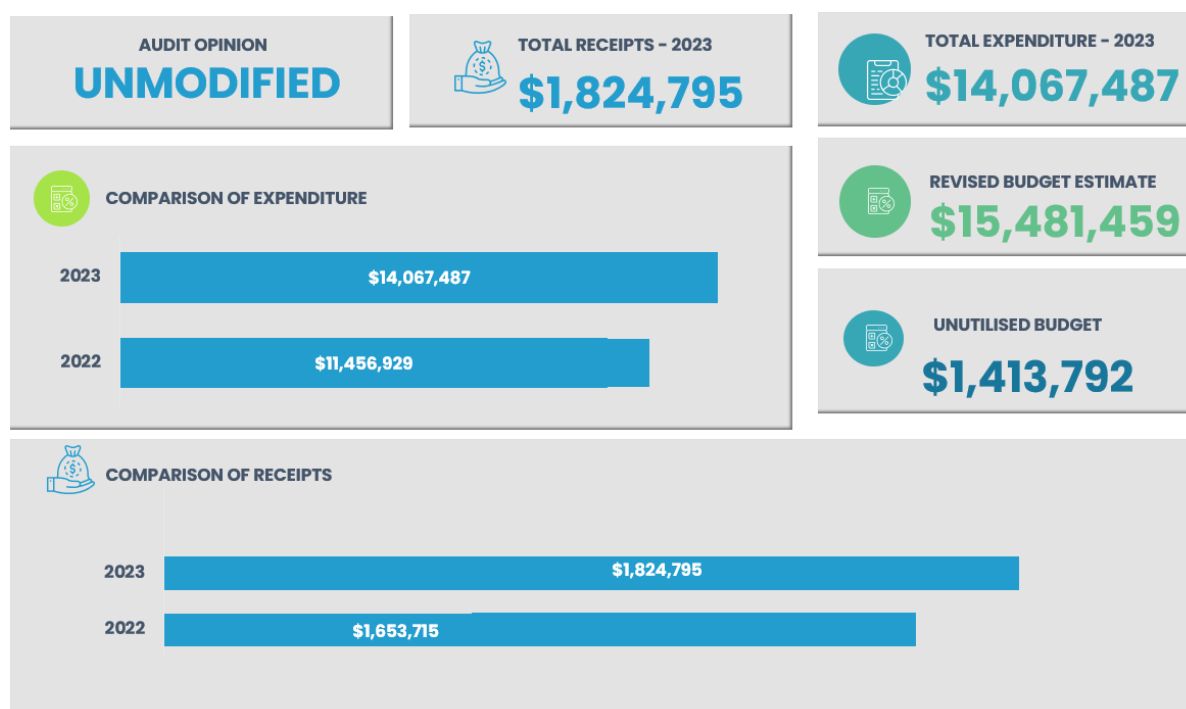 AUDIT OPINION
UNMODIFIED
TOTAL RECEIPTS - 2023
$1,824,795
TOTAL EXPENDITURE - 2023
$14,067,487
COMPARISON OF EXPENDITURE
2023
$14,067,487
2022
$11,456,929
REVISED BUDGET ESTIMATE
$15,481,459
UNUTILISED BUDGET
$1,413,792
COMPARISON OF RECEIPTS
2023
$1,824,795
2022
$1,653,715